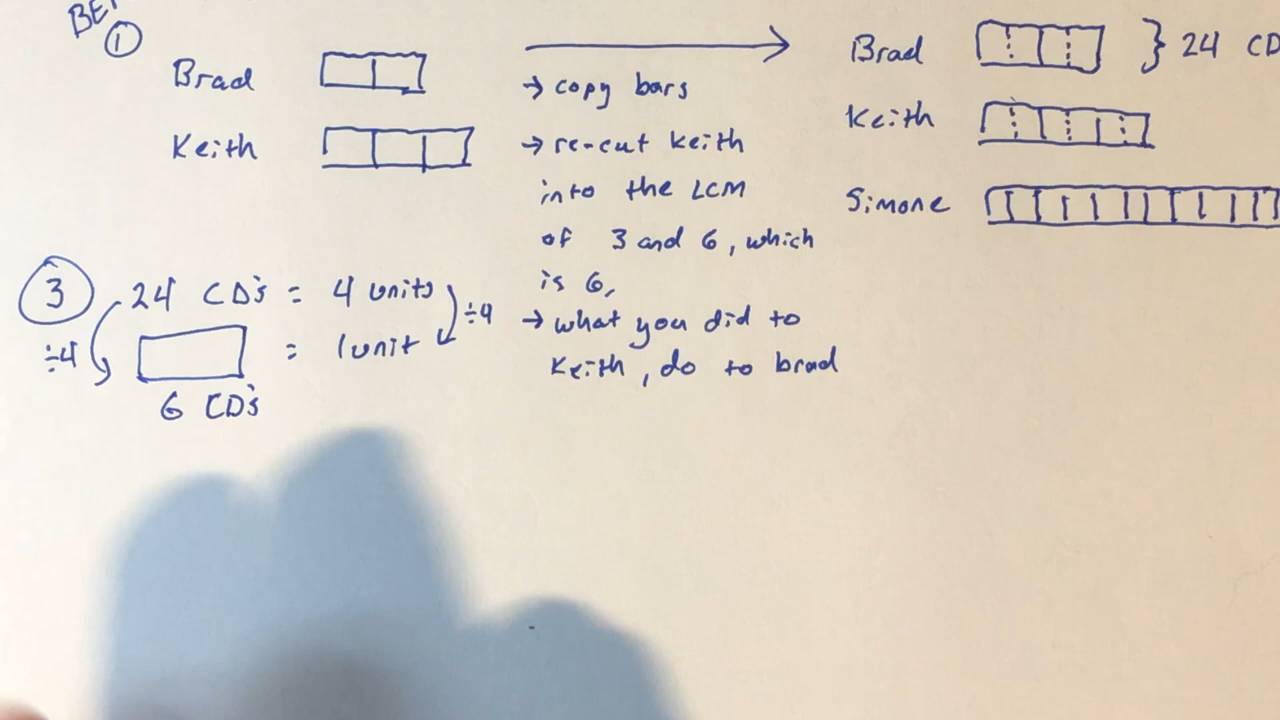 BE
①
Brad
Keith
→ copy bars
→ re-cut Keith
into the LCM
of 3 and 6, which
is 6,
→ what you did to
Keith, do to brad
Brad } 24 CD
Keith
Simone
③ 24 CD's = 4 units ÷4
÷4 = 1unit
6 CD's